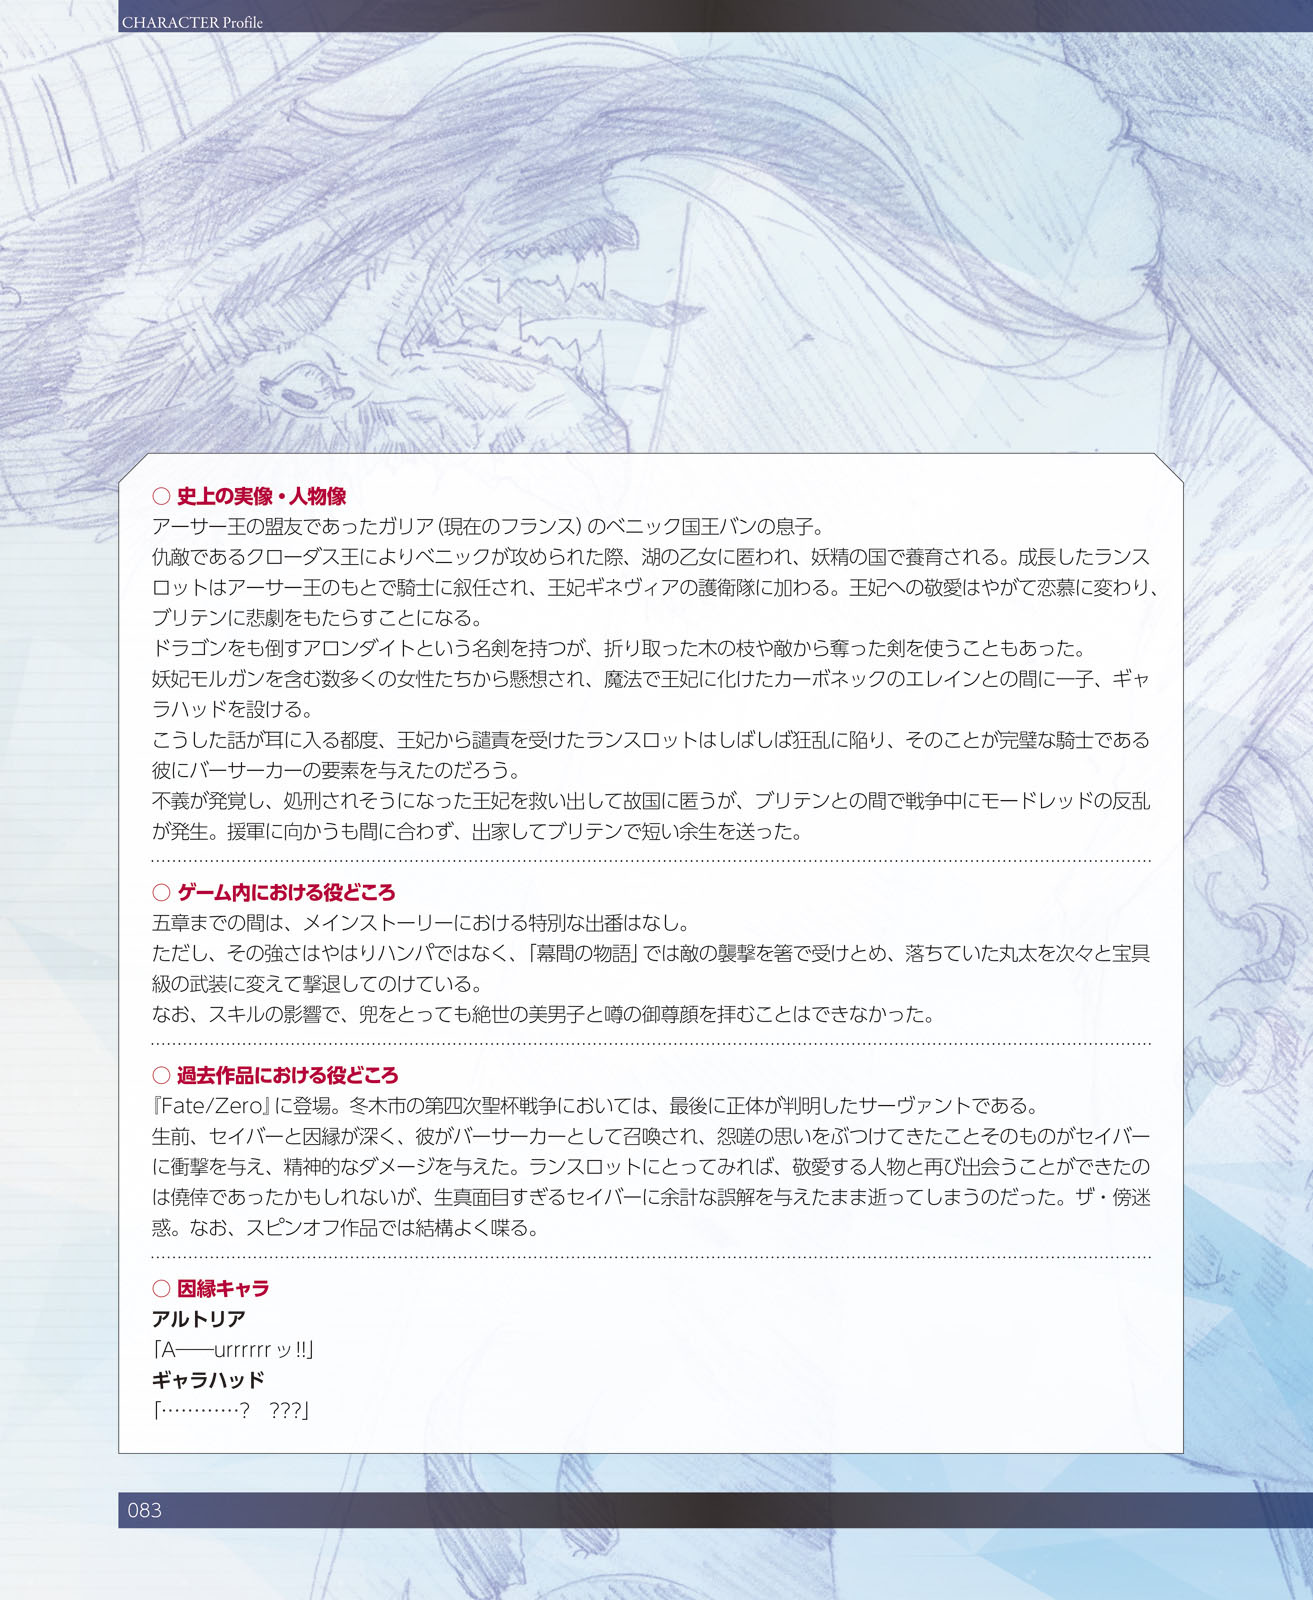 CHARACTER Profile
○ 史上の実像・人物像
アーサー王の盟友であったガリア（現在のフランス）のベニック国王バンの息子。
仇敵であるクローダス王によりベニックが攻められた際、湖の乙女に匿われ、妖精の国で養育される。成長したランス
ロットはアーサー王のもとで騎士に叙任され、王妃ギネヴィアの護衛隊に加わる。王妃への敬愛はやがて恋慕に変わり、
ブリテンに悲劇をもたらすことになる。
ドラゴンをも倒すアロンダイトという名剣を持つが、折り取った木の枝や敵から奪った剣を使うこともあった。
妖妃モルガンを含む数多くの女性たちから懸想され、魔法で王妃に化けたカーボネックのエレインとの間に一子、ギャ
ラハッドを設ける。
こうした話が耳に入る都度、王妃から譴責を受けたランスロットはしばしば狂乱に陥り、そのことが完璧な騎士である
彼にバーサーカーの要素を与えたのだろう。
不義が発覚し、処刑されそうになった王妃を救い出して故国に匿うが、ブリテンとの間で戦争中にモードレッドの反乱
が発生。援軍に向かうも間に合わず、出家してブリテンで短い余生を送った。
○ ゲーム内における役どころ
五章までの間は、メインストーリーにおける特別な出番はなし。
ただし、その強さはやはりハンパではなく、「幕間の物語」では敵の襲撃を箸で受けとめ、落ちていた丸太を次々と宝具
級の武装に変えて撃退してのけている。
なお、スキルの影響で、兜をとっても絶世の美男子と噂の御尊顔を拝むことはできなかった。
○ 過去作品における役どころ
『Fate/Zero』に登場。冬木市の第四次聖杯戦争においては、最後に正体が判明したサーヴァントである。
生前、セイバーと因縁が深く、彼がバーサーカーとして召喚され、怨嗟の思いをぶつけてきたことそのものがセイバー
に衝撃を与え、精神的なダメージを与えた。ランスロットにとってみれば、敬愛する人物と再び出会うことができたの
は僥倖であったかもしれないが、生真面目すぎるセイバーに余計な誤解を与えたまま逝ってしまうのだった。ザ・傍迷
惑。なお、スピンオフ作品では結構よく喋る。
○ 因縁キャラ
アルトリア
「A――urrrrrrッ!!」
ギャラハッド
「…………？　???」
083